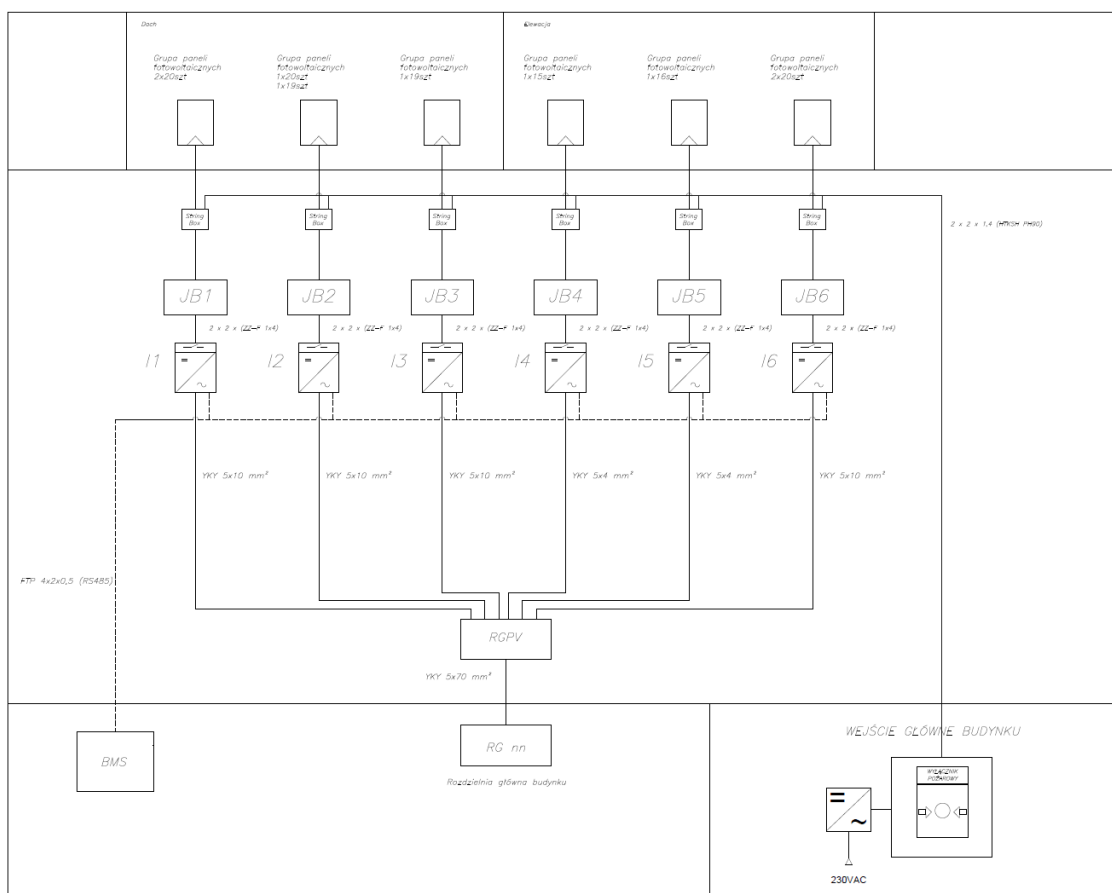 Dach
Elewacja
Grupa paneli
fotowoltaicznych
2x20szt
Grupa paneli
fotowoltaicznych
1x20szt
1x19szt
Grupa paneli
fotowoltaicznych
1x19szt
Grupa paneli
fotowoltaicznych
1x15szt
Grupa paneli
fotowoltaicznych
1x16szt
Grupa paneli
fotowoltaicznych
2x20szt
String
Box
String
Box
String
Box
String
Box
String
Box
String
Box
2 x 2 x 1,4 (HTKSH PH90)
JB1
JB2
JB3
JB4
JB5
JB6
2 x 2 x (ZZ-F 1x4)
2 x 2 x (ZZ-F 1x4)
2 x 2 x (ZZ-F 1x4)
2 x 2 x (ZZ-F 1x4)
2 x 2 x (ZZ-F 1x4)
2 x 2 x (ZZ-F 1x4)
I1
I2
I3
I4
I5
I6
YKY 5x10 mm²
YKY 5x10 mm²
YKY 5x10 mm²
YKY 5x4 mm²
YKY 5x4 mm²
YKY 5x10 mm²
FTP 4x2x0,5 (RS485)
RGPV
YKY 5x70 mm²
BMS
RG nn
Rozdzielnia główna budynku
WEJŚCIE GŁÓWNE BUDYNKU
WYŁĄCZNIK
POŻAROWY
230VAC